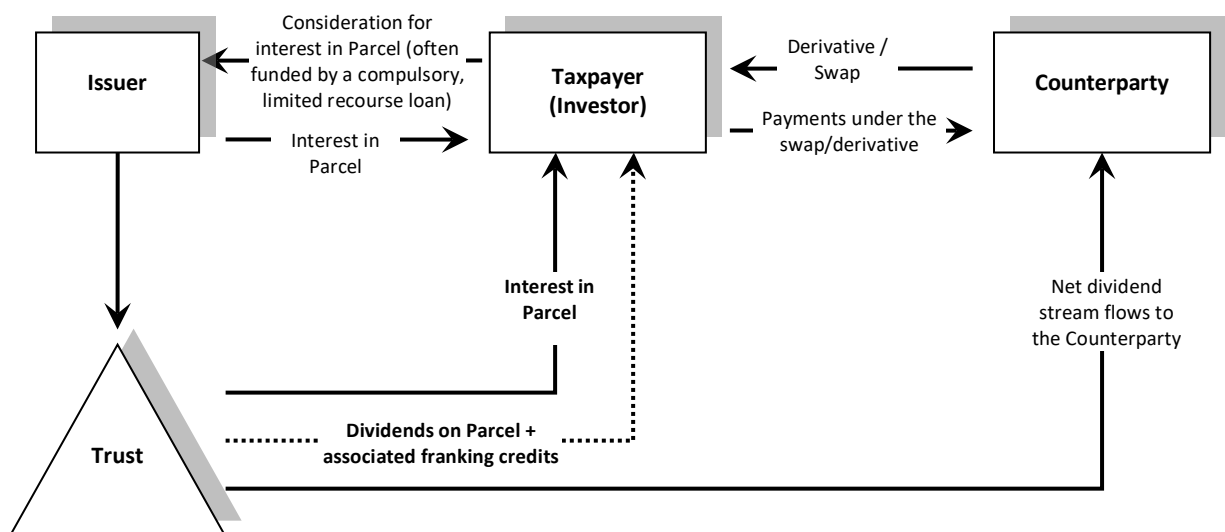 Issuer
Consideration for
interest in Parcel (often
funded by a compulsory,
limited recourse loan)
Interest in
Parcel
Taxpayer
(Investor)
Derivative /
Swap
Payments under the
swap/derivative
Counterparty
Interest in
Parcel
Net dividend
stream flows to
the Counterparty
Dividends on Parcel +
associated franking credits
Trust